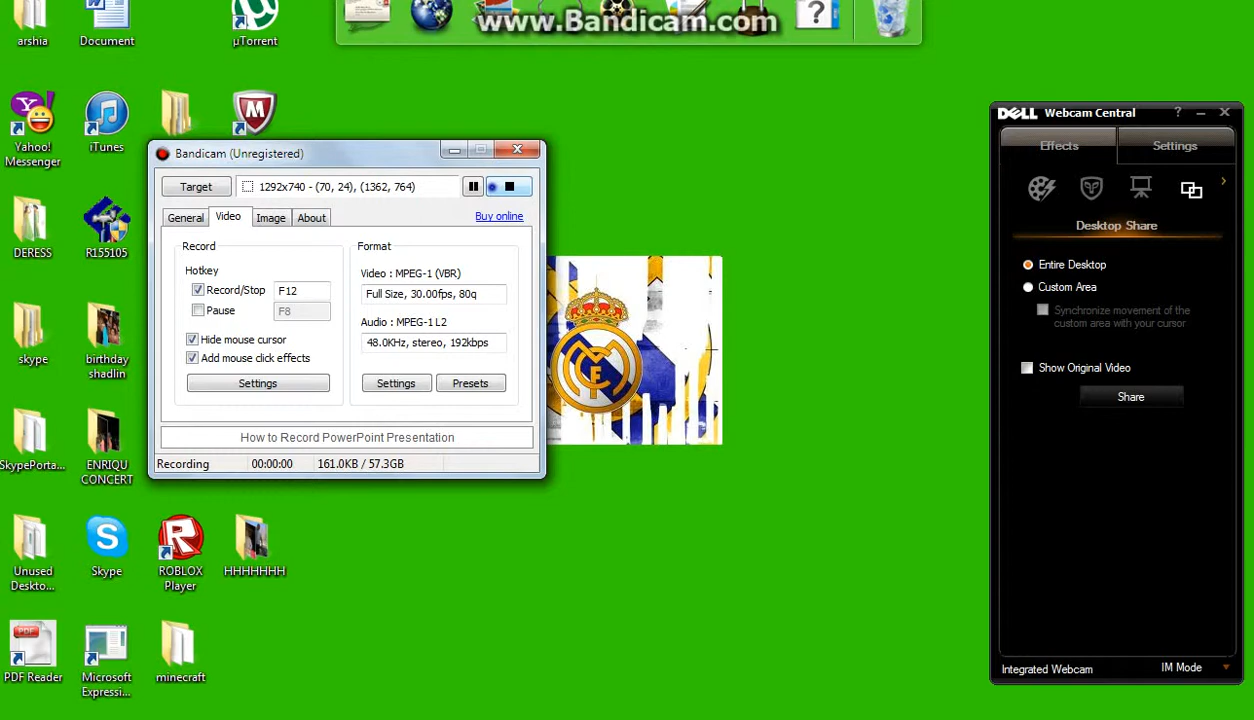 www.Bandicam.com
arshia
Document
µTorrent
Yahoo!
Messenger
iTunes
DERESS
R155105
skype
birthday
shadlin
SkypePorta...
ENRIQU
CONCERT
Unused
Deskto...
Skype
ROBLOX
Player
HHHHHHH
PDF Reader
Microsoft
Expressi...
minecraft
Bandicam (Unregistered)
Target
1292x740 - (70, 24), (1362, 764)
General
Video
Image
About
Buy online
Record
Hotkey
Record/Stop
F12
Pause
F8
Hide mouse cursor
Add mouse click effects
Settings
Format
Video : MPEG-1 (VBR)
Full Size, 30.00fps, 80q
Audio : MPEG-1 L2
48.0KHz, stereo, 192kbps
Settings
Presets
How to Record PowerPoint Presentation
Recording
00:00:00
161.0KB / 57.3GB
DELL Webcam Central
Effects
Settings
Desktop Share
Entire Desktop
Custom Area
Synchronize movement of the
custom area with your cursor
Show Original Video
Share
Integrated Webcam
IM Mode